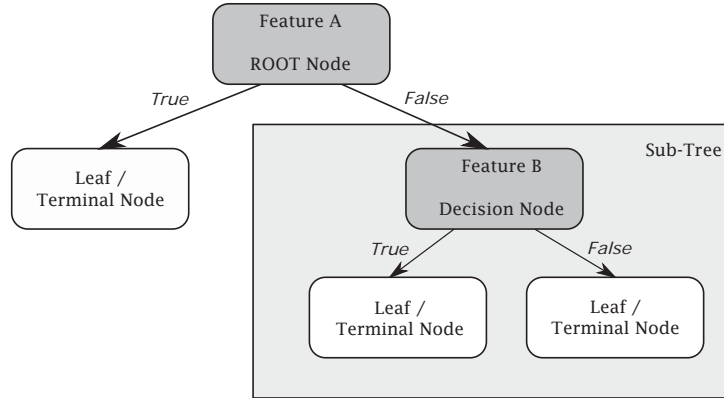 Feature A
ROOT Node
True
False
Sub-Tree
Leaf /
Terminal Node
Feature B
Decision Node
True
False
Leaf /
Terminal Node
Leaf /
Terminal Node